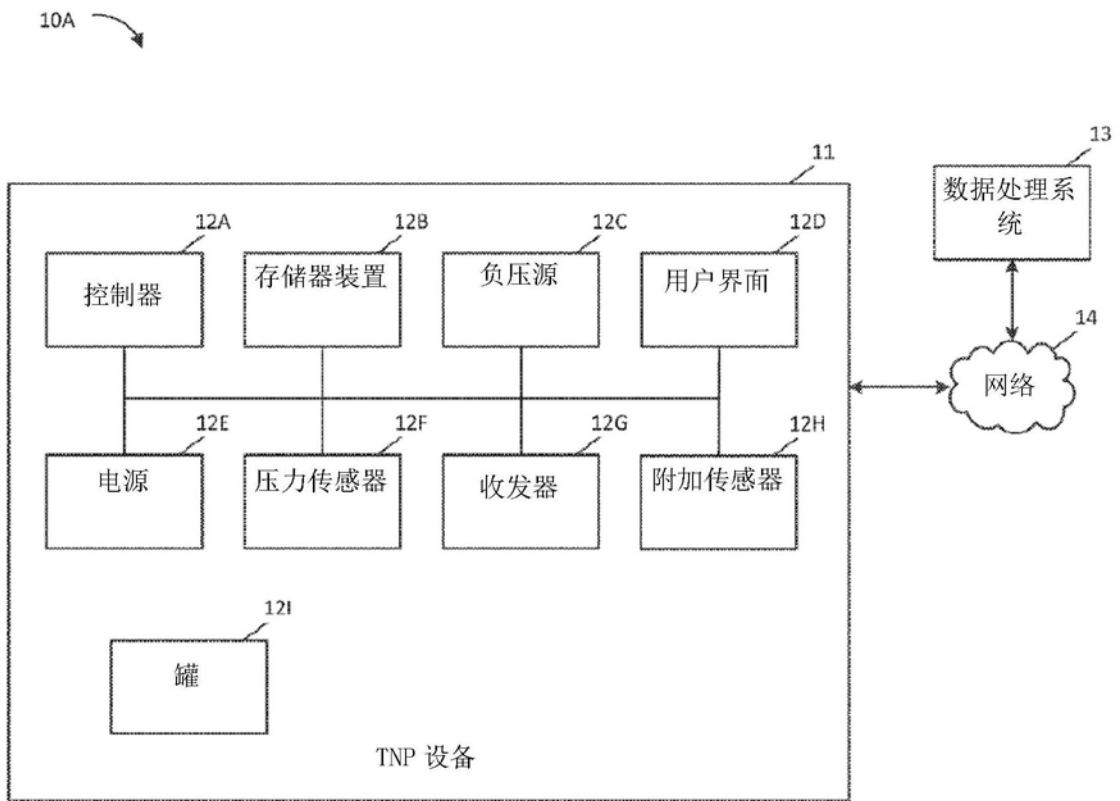 10A
11
13
数据处理系
统
12A
12B
12C
12D
控制器
存储器装置
负压源
用户界面
14
网络
12E
12F
12G
12H
电源
压力传感器
收发器
附加传感器
12I
罐
TNP 设备